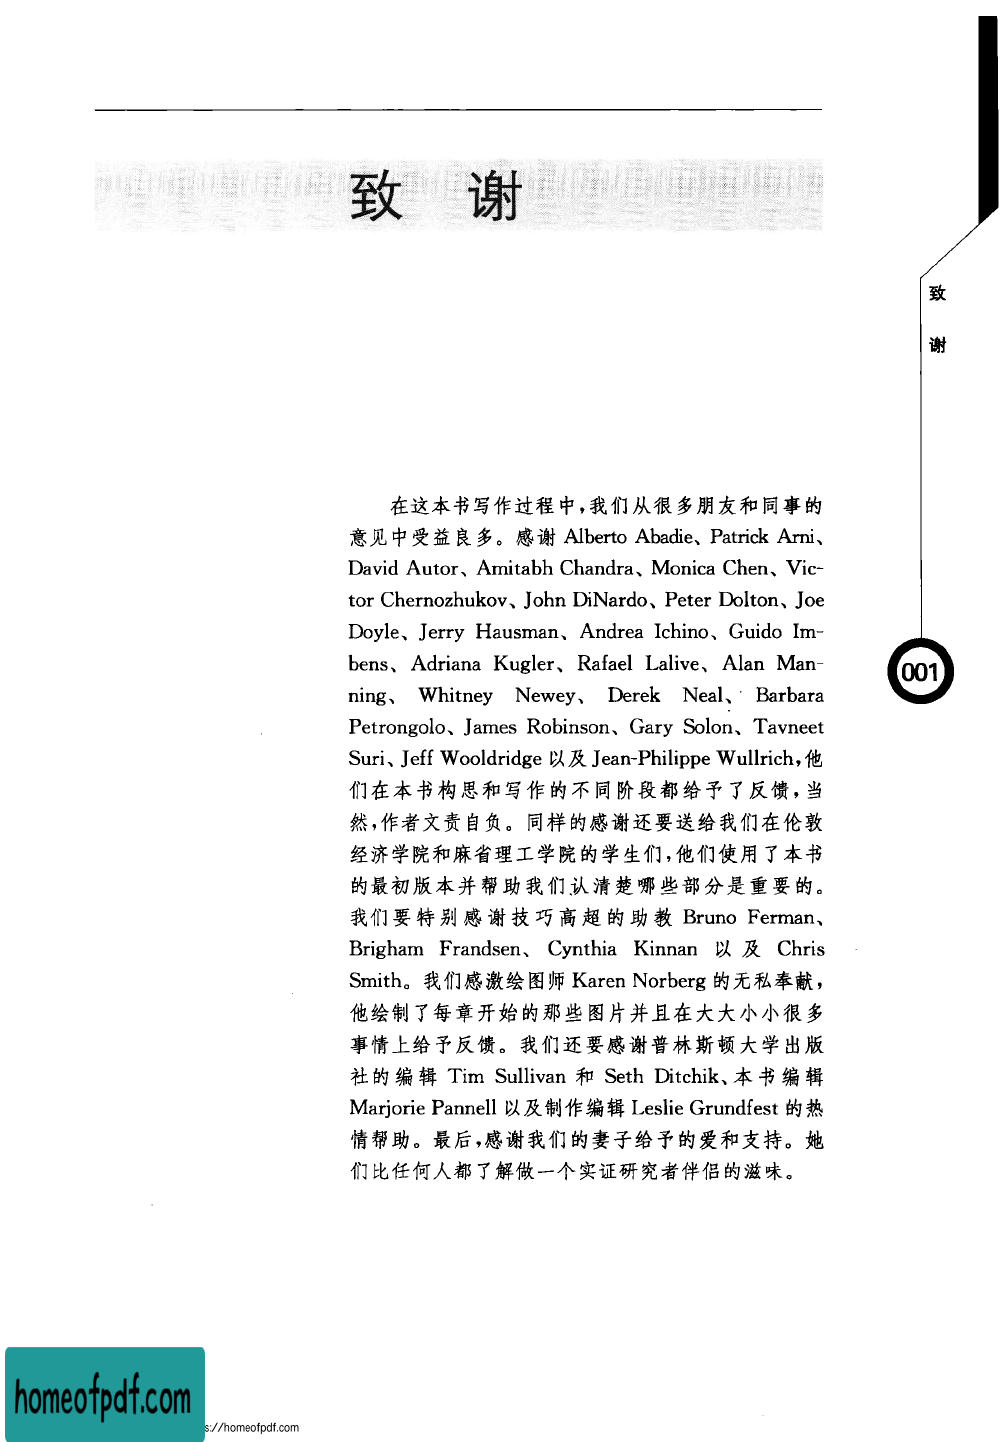 致 谢
致
谢
在这本书写作过程中,我们从很多朋友和同事的
意见中受益良多。感谢 Alberto Abadie、Patrick Arni、
David Autor、Amitabh Chandra、Monica Chen、Vic-
tor Chernozhukov、John DiNardo、Peter Dolton、Joe
Doyle、Jerry Hausman、Andrea Ichino、Guido Im-
bens、Adriana Kugler、Rafael Lalive、Alan Man-
ning、Whitney Newey、Derek Neal、Barbara
Petrongolo、James Robinson、Gary Solon、Tavneet
Suri、Jeff Wooldridge 以及 Jean-Philippe Wullrich,他
们在本书构思和写作的不同阶段都给予了反馈,当
然,作者文责自负。同样的感谢还要送给我们在伦敦
经济学院和麻省理工学院的学生们,他们使用了本书
的最初版本并帮助我们认清楚哪些部分是重要的。
我们要特别感谢技巧高超的助教 Bruno Ferman、
Brigham Frandsen、Cynthia Kinnan 以及 Chris
Smith。我们感激绘图师 Karen Norberg 的无私奉献,
他绘制了每章开始的那些图片并且在大大小小很多
事情上给予反馈。我们还要感谢普林斯顿大学出版
社的编辑 Tim Sullivan 和 Seth Ditchik、本书编辑
Marjorie Pannell 以及制作编辑 Leslie Grundfest 的热
情帮助。最后,感谢我们的妻子给予的爱和支持。她
们比任何人都了解做一个实证研究者伴侣的滋味。
001
homeofpdf.com
s://homeofpdf.com